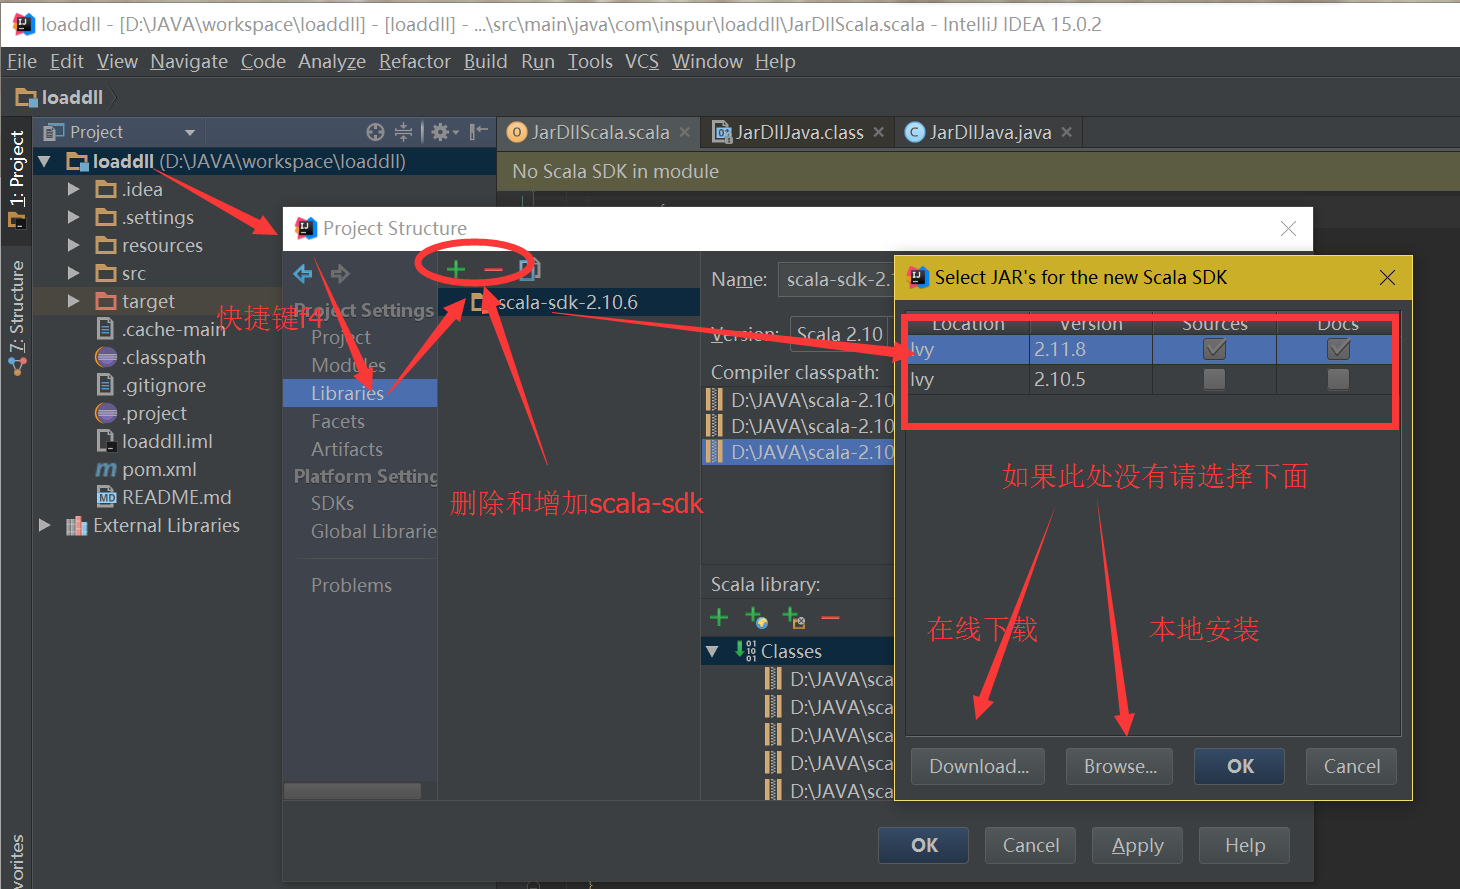 loaddll - [D:\JAVA\workspace\loaddll] - [loaddll] - ...\src\main\java\com\inspur\loaddll\JarDllScala.scala - IntelliJ IDEA 15.0.2
File Edit View Navigate Code Analyze Refactor Build Run Tools VCS Window Help
loaddll
1: Project
7: Structure
vorites
Project
JarDllScala.scala
JarDllJava.class
JarDllJava.java
No Scala SDK in module
loaddll (D:\JAVA\workspace\loaddll)
.idea
.settings
resources
src
target
.cache-main
.classpath
.gitignore
.project
loaddll.iml
pom.xml
README.md
External Libraries
Project Structure
快捷键f4
Project Settings
Project
Modules
Libraries
Facets
Artifacts
Platform Setting
SDKs
Global Librarie
Problems
scala-sdk-2.10.6
删除和增加scala-sdk
Name: scala-sdk-2.1
Version: Scala 2.10
Compiler classpath:
D:\JAVA\scala-2.10
D:\JAVA\scala-2.10
D:\JAVA\scala-2.10
Scala library:
Classes
D:\JAVA\sca
D:\JAVA\sca
D:\JAVA\sca
D:\JAVA\sca
D:\JAVA\sca
Select JAR's for the new Scala SDK
Location Version Sources Docs
Ivy 2.11.8
Ivy 2.10.5
如果此处没有请选择下面
在线下载
本地安装
Download... Browse... OK Cancel
OK Cancel Apply Help
}